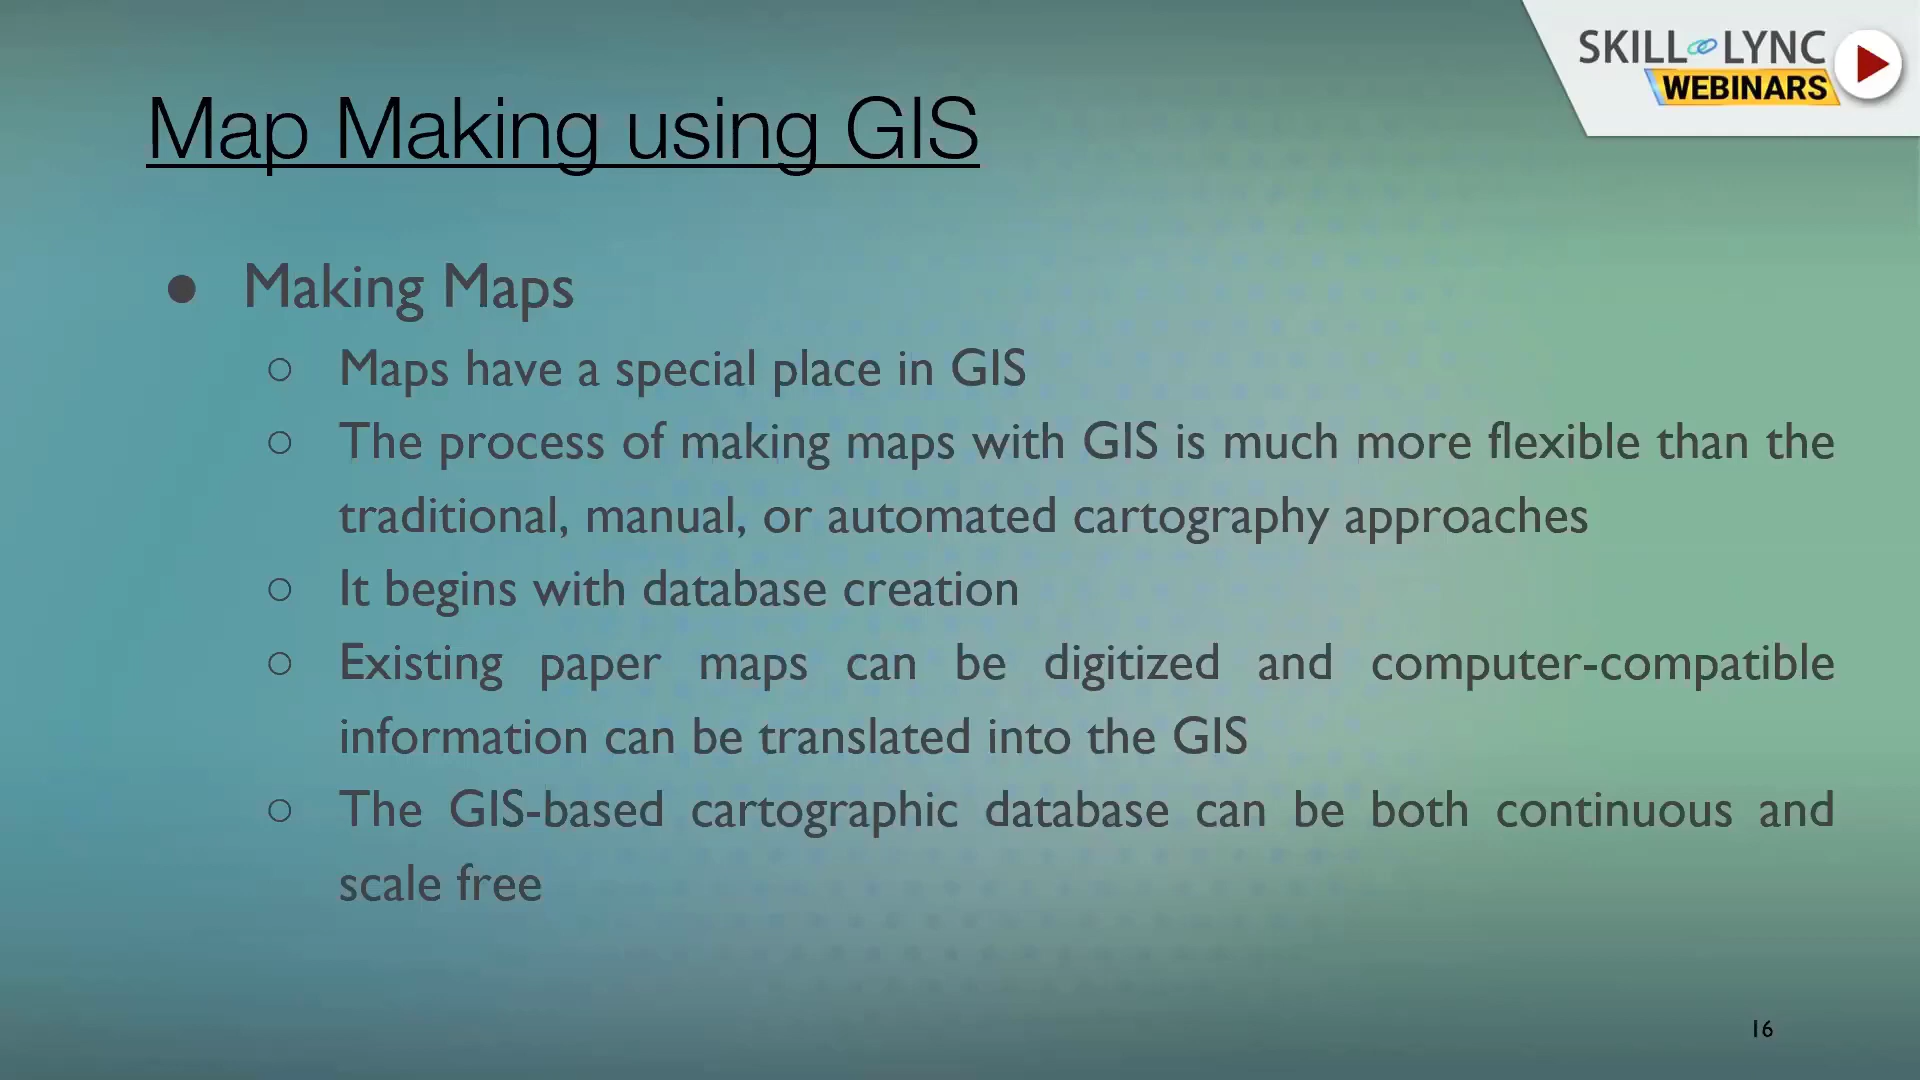 SKILL LYNC
WEBINARS
Map Making using GIS
● Making Maps
○ Maps have a special place in GIS
○ The process of making maps with GIS is much more flexible than the
traditional, manual, or automated cartography approaches
○ It begins with database creation
○ Existing paper maps can be digitized and computer-compatible
information can be translated into the GIS
○ The GIS-based cartographic database can be both continuous and
scale free
16